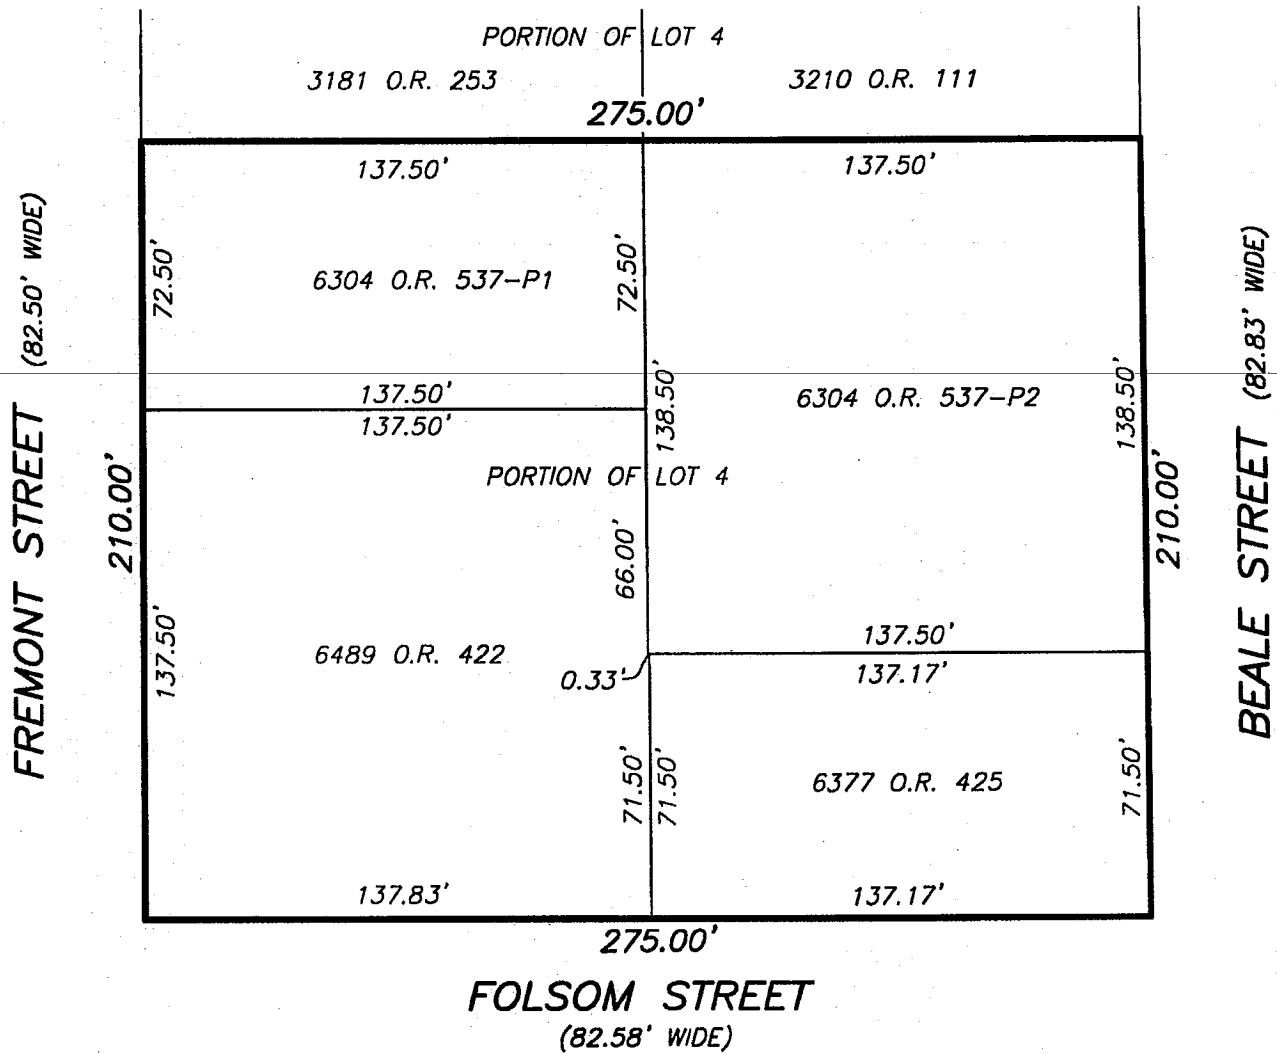 PORTION OF LOT 4
3181 O.R. 253
3210 O.R. 111
275.00'
137.50'
137.50'
72.50'
6304 O.R. 537-P1
72.50'
137.50'
137.50'
138.50'
6304 O.R. 537-P2
138.50'
PORTION OF LOT 4
210.00'
66.00'
210.00'
137.50'
6489 O.R. 422
0.33'
137.50'
137.17'
71.50'
71.50'
6377 O.R. 425
71.50'
137.83'
137.17'
275.00'
FOLSOM STREET
(82.58' WIDE)
FREMONT STREET (82.50' WIDE)
BEALE STREET (82.83' WIDE)